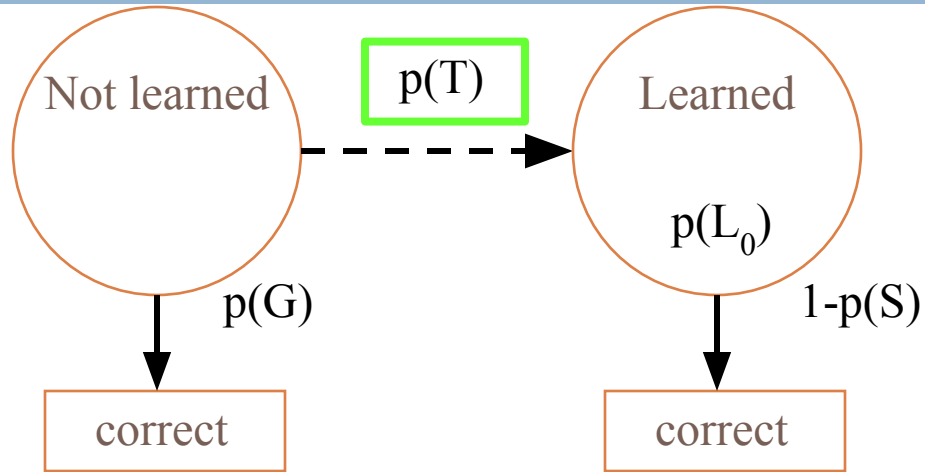 Not learned
p(T)
Learned
p(L₀)
p(G)
1-p(S)
correct
correct